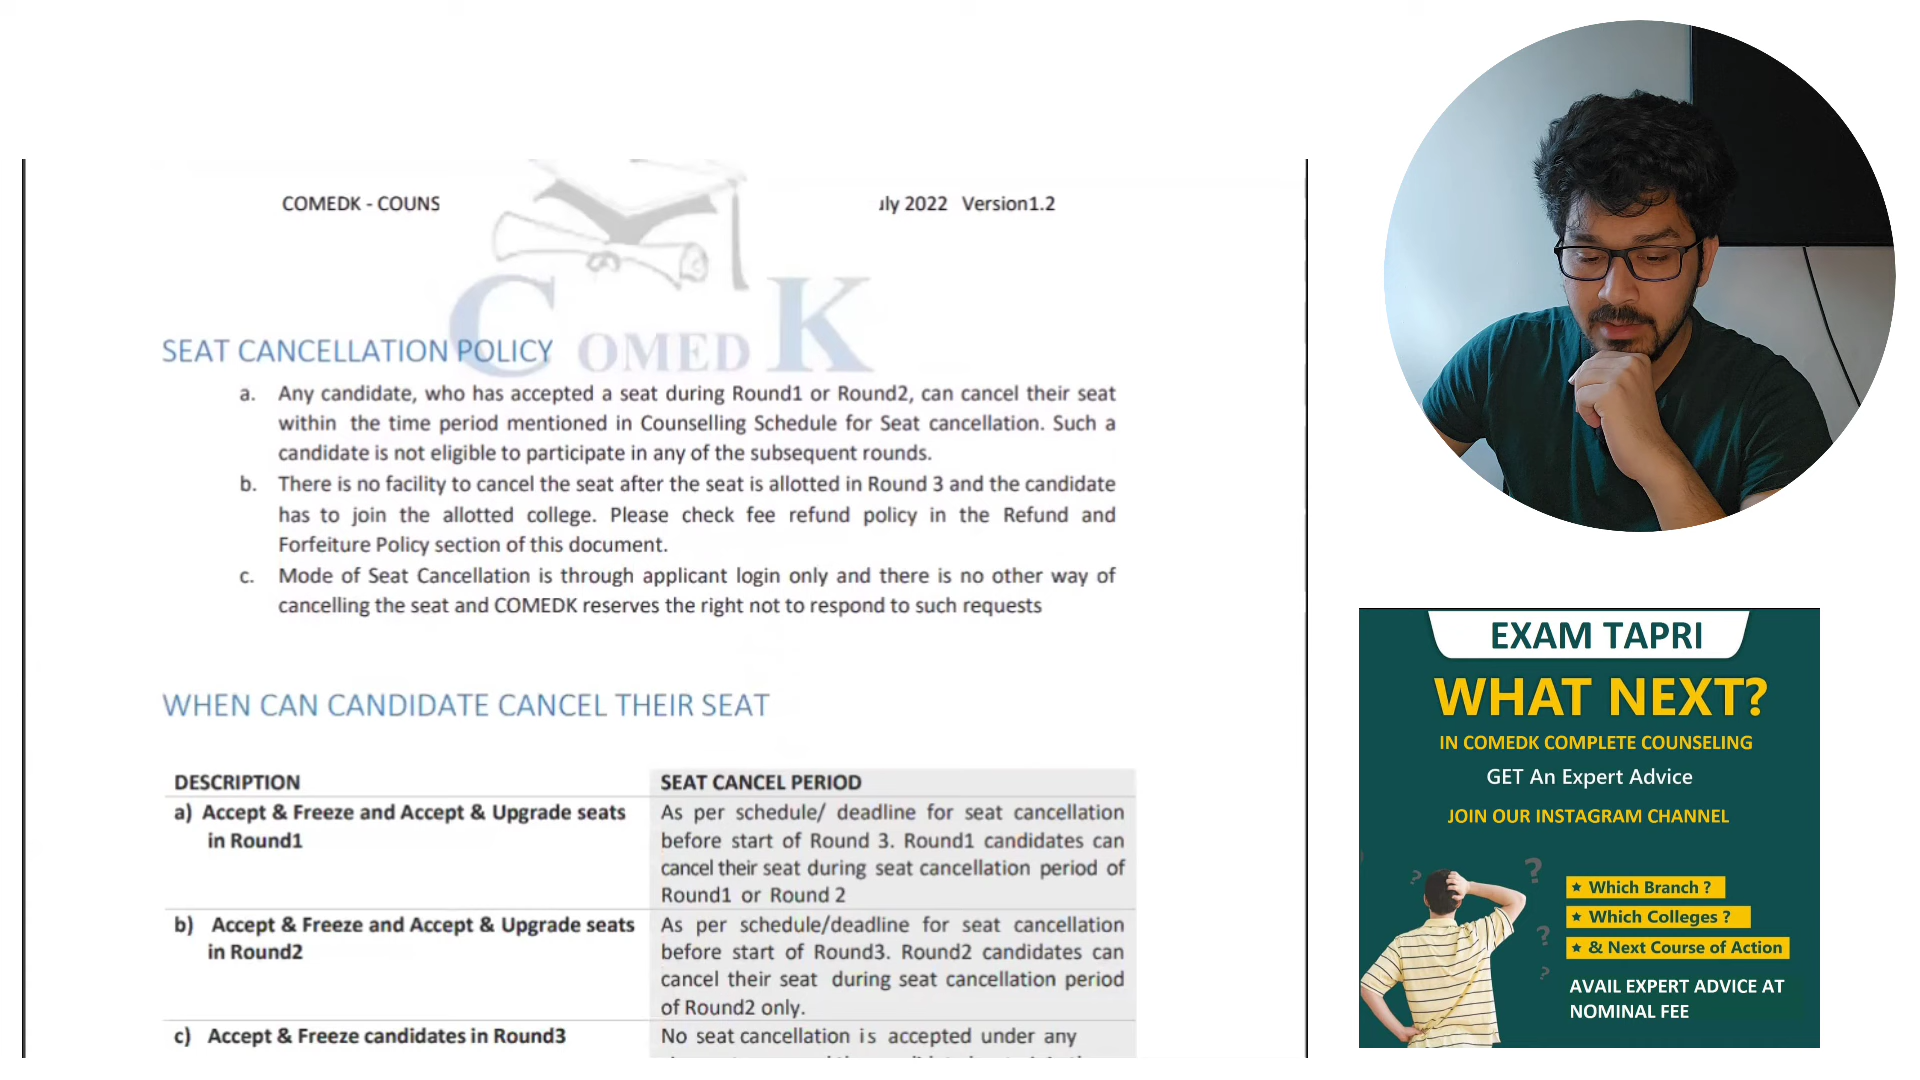 COMEDK - COUNS
uly 2022 Version1.2
COMEDK
SEAT CANCELLATION POLICY
a. Any candidate, who has accepted a seat during Round1 or Round2, can cancel their seat
within the time period mentioned in Counselling Schedule for Seat cancellation. Such a
candidate is not eligible to participate in any of the subsequent rounds.
b. There is no facility to cancel the seat after the seat is allotted in Round 3 and the candidate
has to join the allotted college. Please check fee refund policy in the Refund and
Forfeiture Policy section of this document.
c. Mode of Seat Cancellation is through applicant login only and there is no other way of
cancelling the seat and COMEDK reserves the right not to respond to such requests
WHEN CAN CANDIDATE CANCEL THEIR SEAT
DESCRIPTION
SEAT CANCEL PERIOD
a) Accept & Freeze and Accept & Upgrade seats
in Round1
As per schedule/ deadline for seat cancellation
before start of Round 3. Round1 candidates can
cancel their seat during seat cancellation period of
Round1 or Round 2
b) Accept & Freeze and Accept & Upgrade seats
in Round2
As per schedule/deadline for seat cancellation
before start of Round3. Round2 candidates can
cancel their seat during seat cancellation period
of Round2 only.
c) Accept & Freeze candidates in Round3
No seat cancellation is accepted under any
EXAM TAPRI
WHAT NEXT?
IN COMEDK COMPLETE COUNSELING
GET An Expert Advice
JOIN OUR INSTAGRAM CHANNEL
★ Which Branch ?
★ Which Colleges ?
★ & Next Course of Action
AVAIL EXPERT ADVICE AT
NOMINAL FEE